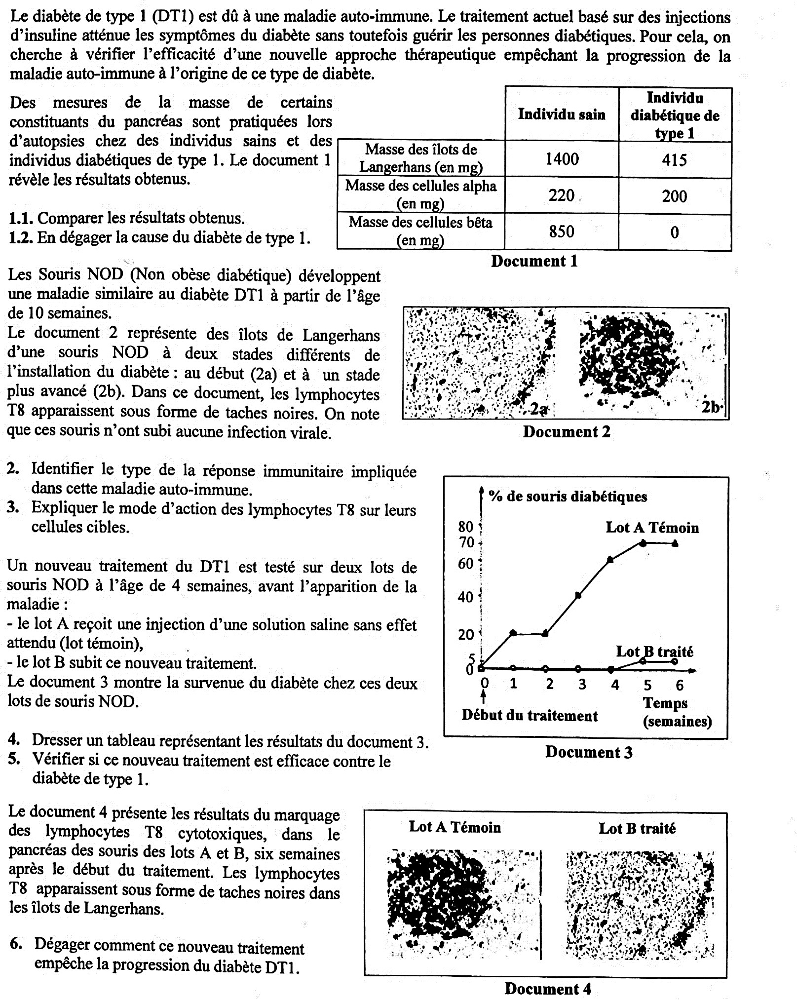 Le diabète de type 1 (DT1) est dû à une maladie auto-immune. Le traitement actuel basé sur des injections
d'insuline atténue les symptômes du diabète sans toutefois guérir les personnes diabétiques. Pour cela, on
cherche à vérifier l'efficacité d'une nouvelle approche thérapeutique empêchant la progression de la
maladie auto-immune à l'origine de ce type de diabète.
Des mesures de la masse de certains
constituants du pancréas sont pratiquées lors
d'autopsies chez des individus sains et des
individus diabétiques de type 1. Le document 1
révèle les résultats obtenus.
1.1. Comparer les résultats obtenus.
1.2. En dégager la cause du diabète de type 1.
Individu sain
Individu
diabétique de
type 1
Masse des îlots de
Langerhans (en mg)
1400
415
Masse des cellules alpha
(en mg)
220
200
Masse des cellules bêta
(en mg)
850
0
Document 1
Les Souris NOD (Non obèse diabétique) développent
une maladie similaire au diabète DT1 à partir de l'âge
de 10 semaines.
Le document 2 représente des îlots de Langerhans
d'une souris NOD à deux stades différents de
l'installation du diabète : au début (2a) et à un stade
plus avancé (2b). Dans ce document, les lymphocytes
T8 apparaissent sous forme de taches noires. On note
que ces souris n'ont subi aucune infection virale.
2a
2b
Document 2
2. Identifier le type de la réponse immunitaire impliquée
dans cette maladie auto-immune.
3. Expliquer le mode d'action des lymphocytes T8 sur leurs
cellules cibles.
Un nouveau traitement du DT1 est testé sur deux lots de
souris NOD à l'âge de 4 semaines, avant l'apparition de la
maladie :
- le lot A reçoit une injection d'une solution saline sans effet
attendu (lot témoin),
- le lot B subit ce nouveau traitement.
Le document 3 montre la survenue du diabète chez ces deux
lots de souris NOD.
4. Dresser un tableau représentant les résultats du document 3.
5. Vérifier si ce nouveau traitement est efficace contre le
diabète de type 1.
% de souris diabétiques
80
70
60
40
20
5
0
Lot A Témoin
Lot B traité
0 1 2 3 4 5 6
Temps
(semaines)
Début du traitement
Document 3
Le document 4 présente les résultats du marquage
des lymphocytes T8 cytotoxiques, dans le
pancréas des souris des lots A et B, six semaines
après le début du traitement. Les lymphocytes
T8 apparaissent sous forme de taches noires dans
les îlots de Langerhans.
6. Dégager comment ce nouveau traitement
empêche la progression du diabète DT1.
Lot A Témoin
Lot B traité
Document 4